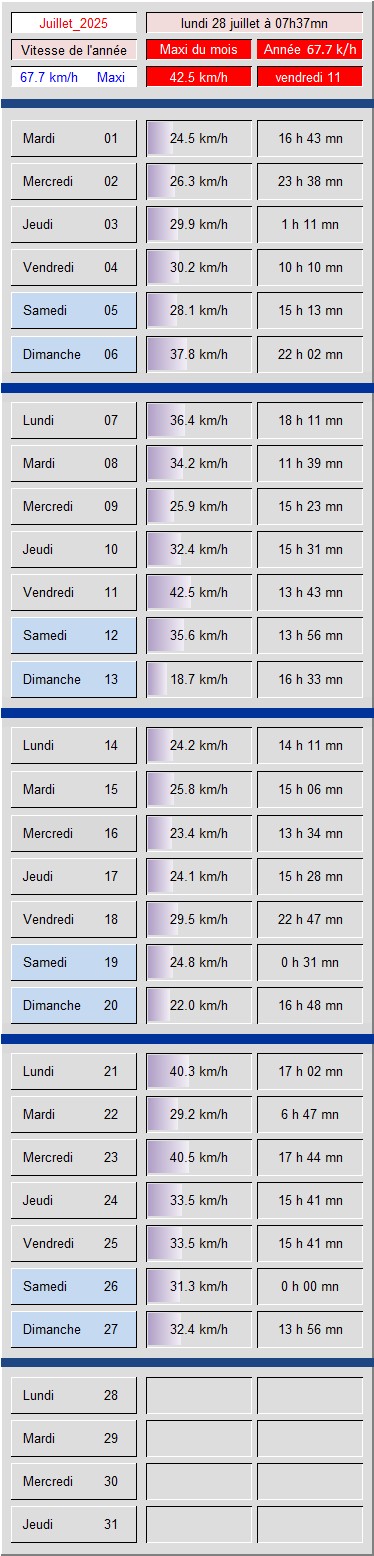 Juillet_2025 lundi 28 juillet à 07h37mn
Vitesse de l'année Maxi du mois Année 67.7 k/h
67.7 km/h Maxi 42.5 km/h vendredi 11
Mardi 01 24.5 km/h 16 h 43 mn
Mercredi 02 26.3 km/h 23 h 38 mn
Jeudi 03 29.9 km/h 1 h 11 mn
Vendredi 04 30.2 km/h 10 h 10 mn
Samedi 05 28.1 km/h 15 h 13 mn
Dimanche 06 37.8 km/h 22 h 02 mn
Lundi 07 36.4 km/h 18 h 11 mn
Mardi 08 34.2 km/h 11 h 39 mn
Mercredi 09 25.9 km/h 15 h 23 mn
Jeudi 10 32.4 km/h 15 h 31 mn
Vendredi 11 42.5 km/h 13 h 43 mn
Samedi 12 35.6 km/h 13 h 56 mn
Dimanche 13 18.7 km/h 16 h 33 mn
Lundi 14 24.2 km/h 14 h 11 mn
Mardi 15 25.8 km/h 15 h 06 mn
Mercredi 16 23.4 km/h 13 h 34 mn
Jeudi 17 24.1 km/h 15 h 28 mn
Vendredi 18 29.5 km/h 22 h 47 mn
Samedi 19 24.8 km/h 0 h 31 mn
Dimanche 20 22.0 km/h 16 h 48 mn
Lundi 21 40.3 km/h 17 h 02 mn
Mardi 22 29.2 km/h 6 h 47 mn
Mercredi 23 40.5 km/h 17 h 44 mn
Jeudi 24 33.5 km/h 15 h 41 mn
Vendredi 25 33.5 km/h 15 h 41 mn
Samedi 26 31.3 km/h 0 h 00 mn
Dimanche 27 32.4 km/h 13 h 56 mn
Lundi 28
Mardi 29
Mercredi 30
Jeudi 31